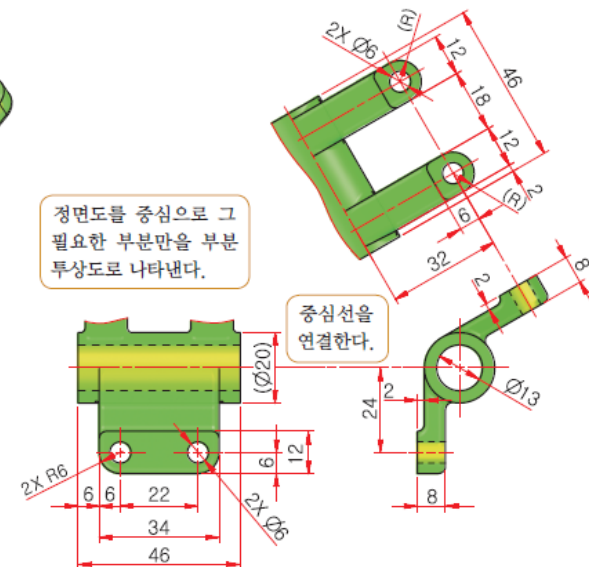 2X Ø6
(R)
12
46
18
12
2
(R)
6
32
정면도를 중심으로 그
필요한 부분만을 부분
투상도로 나타낸다.
중심선을
연결한다.
8
2
(Ø20)
2
24
Ø13
8
2X R6
6
6
22
2X Ø6
6
12
34
46